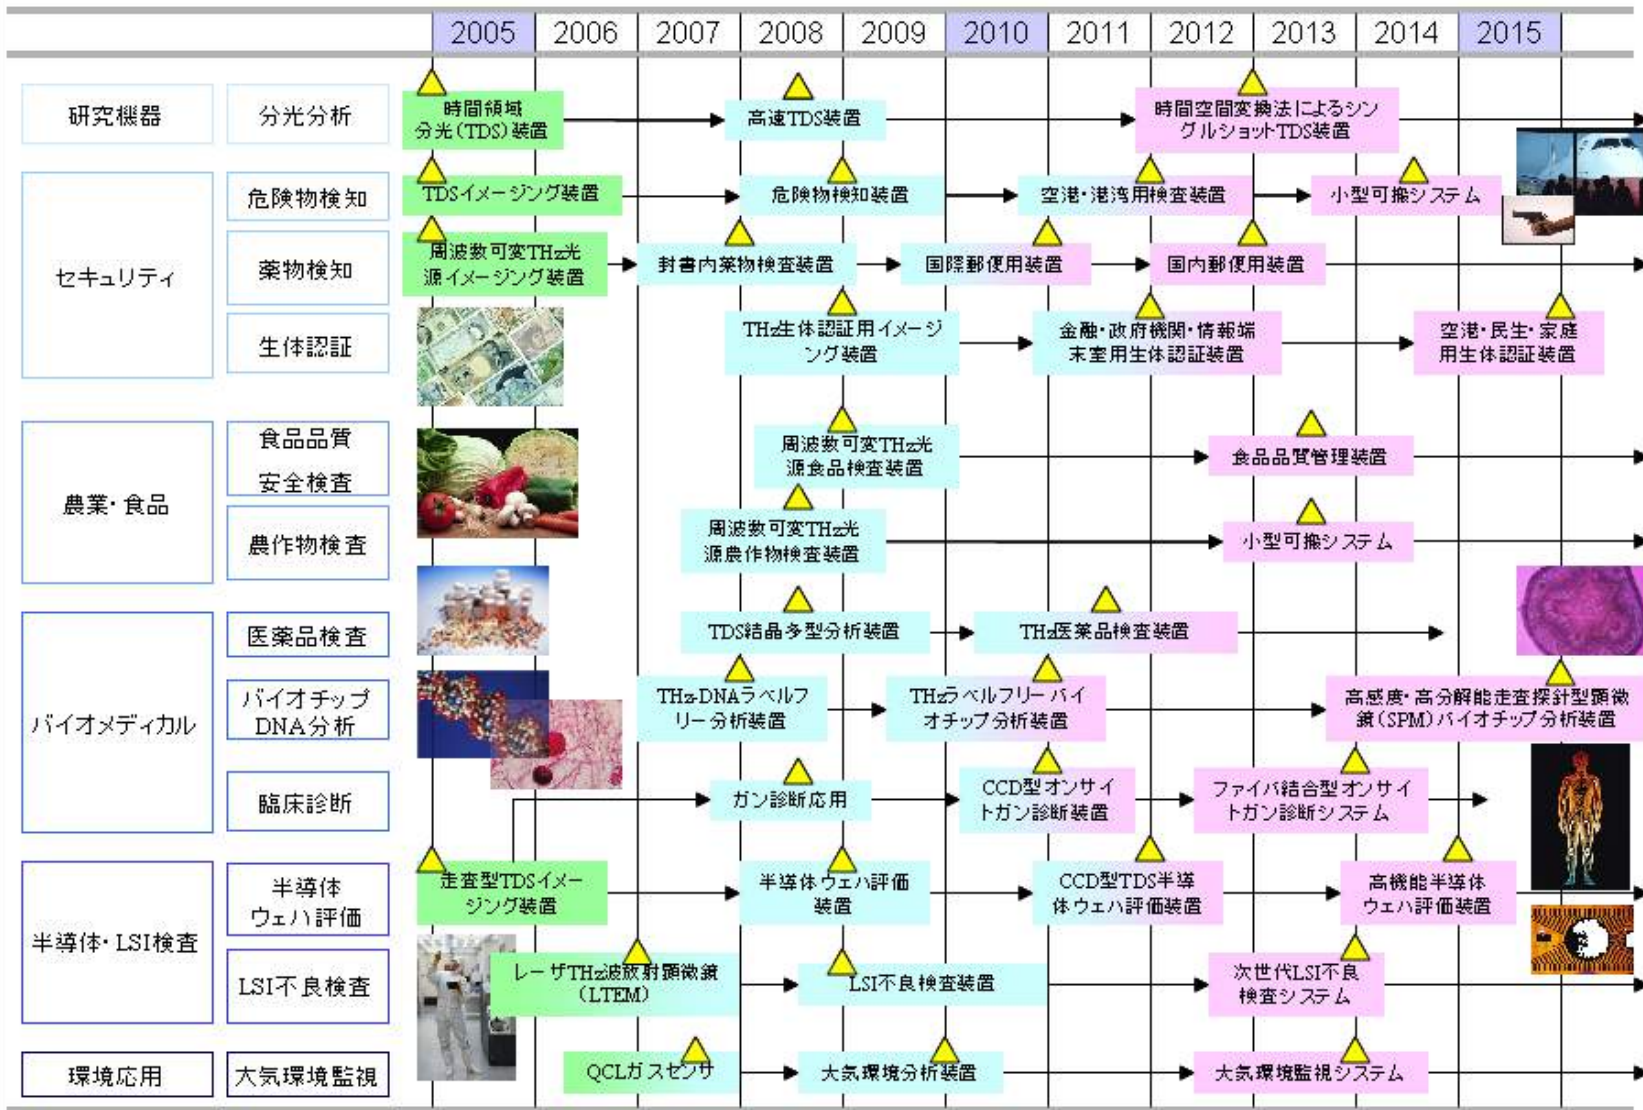 2005 2006 2007 2008 2009 2010 2011 2012 2013 2014 2015
研究機器
分光分析
時間領域
分光(TDS)装置
高速TDS装置
時間空間変換法によるシン
グルショットTDS装置
セキュリティ
危険物検知
TDSイメージング装置
危険物検知装置
空港・港湾用検査装置
小型可搬システム
薬物検知
周波数可変THz光
源イメージング装置
封書内薬物検査装置
国際郵便用装置
国内郵便用装置
生体認証
THz生体認証用イメージ
ング装置
金融・政府機関・情報端
末室用生体認証装置
空港・民生・家庭
用生体認証装置
農業・食品
食品品質
安全検査
周波数可変THz光
源食品検査装置
食品品質管理装置
農作物検査
周波数可変THz光
源農作物検査装置
小型可搬システム
バイオメディカル
医薬品検査
TDS結晶多型分析装置
THz医薬品検査装置
バイオチップ
DNA分析
THz-DNAラベルフ
リー分析装置
THzラベルフリーバイ
オチップ分析装置
高感度・高分解能走査探針型顕微
鏡(SPM)バイオチップ分析装置
臨床診断
ガン診断応用
CCD型オンサイ
トガン診断装置
ファイバ結合型オンサイ
トガン診断システム
半導体・LSI検査
半導体
ウェハ評価
走査型TDSイメー
ジング装置
半導体ウェハ評価
装置
CCD型TDS半導
体ウェハ評価装置
高機能半導体
ウェハ評価装置
LSI不良検査
レーザTHz波放射顕微鏡
(LTEM)
LSI不良検査装置
次世代LSI不良
検査システム
環境応用
大気環境監視
QCLガスセンサ
大気環境分析装置
大気環境監視システム